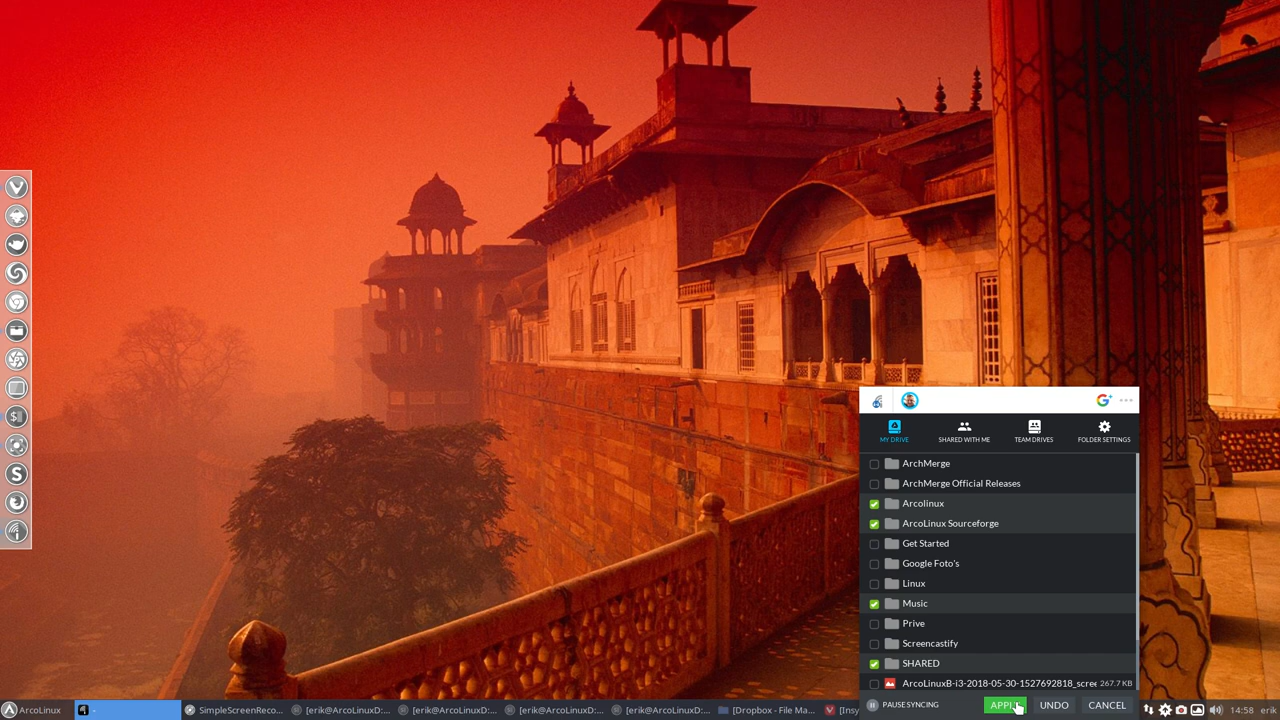 MY DRIVE
SHARED WITH ME
TEAM DRIVES
FOLDER SETTINGS
ArchMerge
ArchMerge Official Releases
Arcolinux
ArcoLinux Sourceforge
Get Started
Google Foto's
Linux
Music
Prive
Screencastify
SHARED
ArcoLinuxB-i3-2018-05-30-1527692818_scree 267.7 KB
PAUSE SYNCING
APPLY
UNDO
CANCEL
ArcoLinux
-
SimpleScreenReco...
[erik@ArcoLinuxD:...
[erik@ArcoLinuxD:...
[erik@ArcoLinuxD:...
[erik@ArcoLinuxD:...
[Dropbox - File Ma...
[Insy
14:58
erik